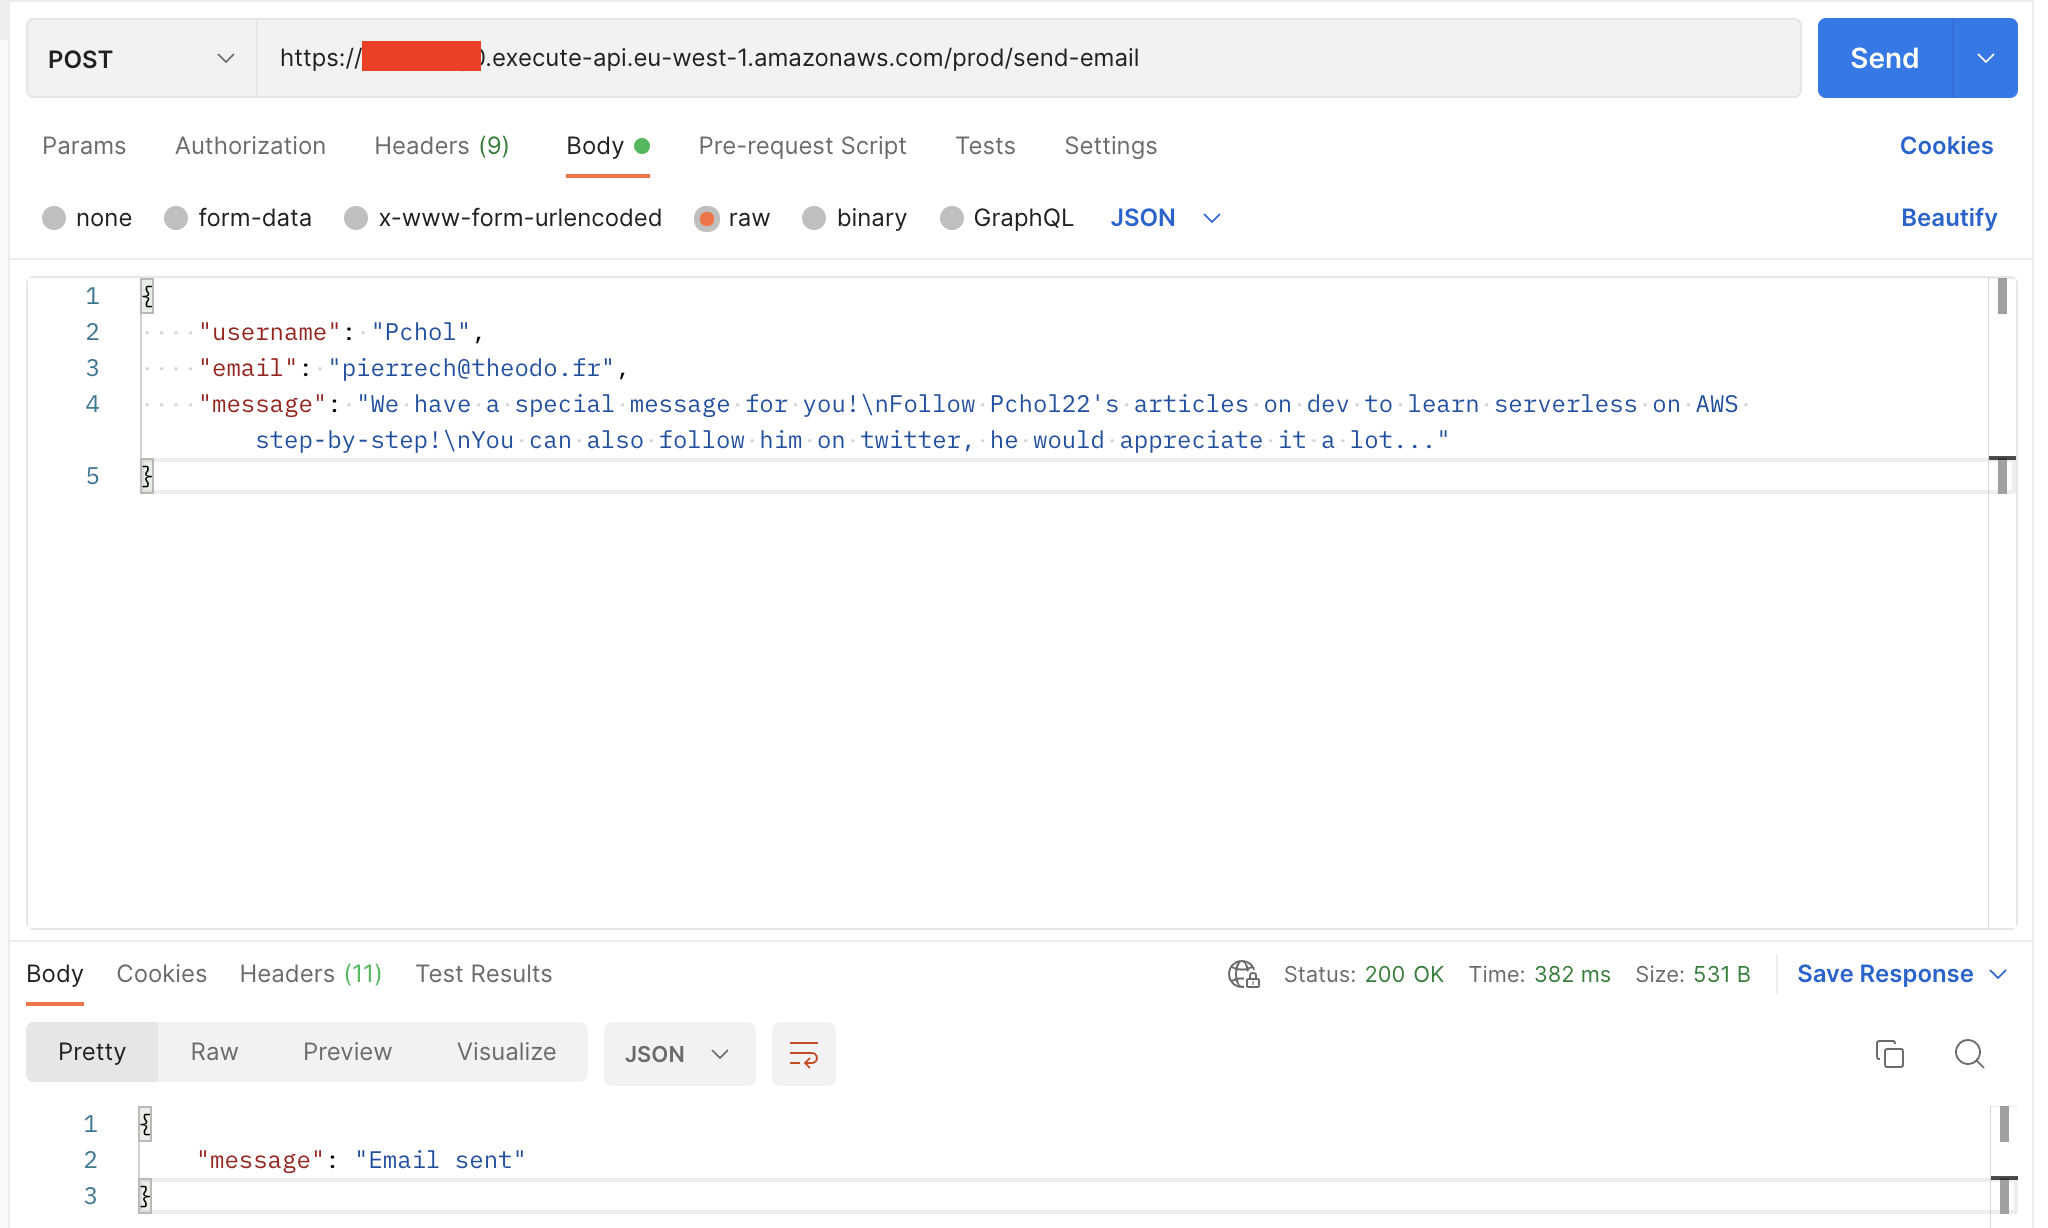 POST https://0.execute-api.eu-west-1.amazonaws.com/prod/send-email Send
Params Authorization Headers (9) Body Pre-request Script Tests Settings Cookies
none form-data x-www-form-urlencoded raw binary GraphQL JSON Beautify
1 {
2 "username": "Pchol",
3 "email": "pierrech@theodo.fr",
4 "message": "We have a special message for you!\nFollow Pchol22's articles on dev to learn serverless on AWS
step-by-step!\nYou can also follow him on twitter, he would appreciate it a lot..."
5 }
Body Cookies Headers (11) Test Results Status: 200 OK Time: 382 ms Size: 531 B Save Response
Pretty Raw Preview Visualize JSON
1 {
2 "message": "Email sent"
3 }